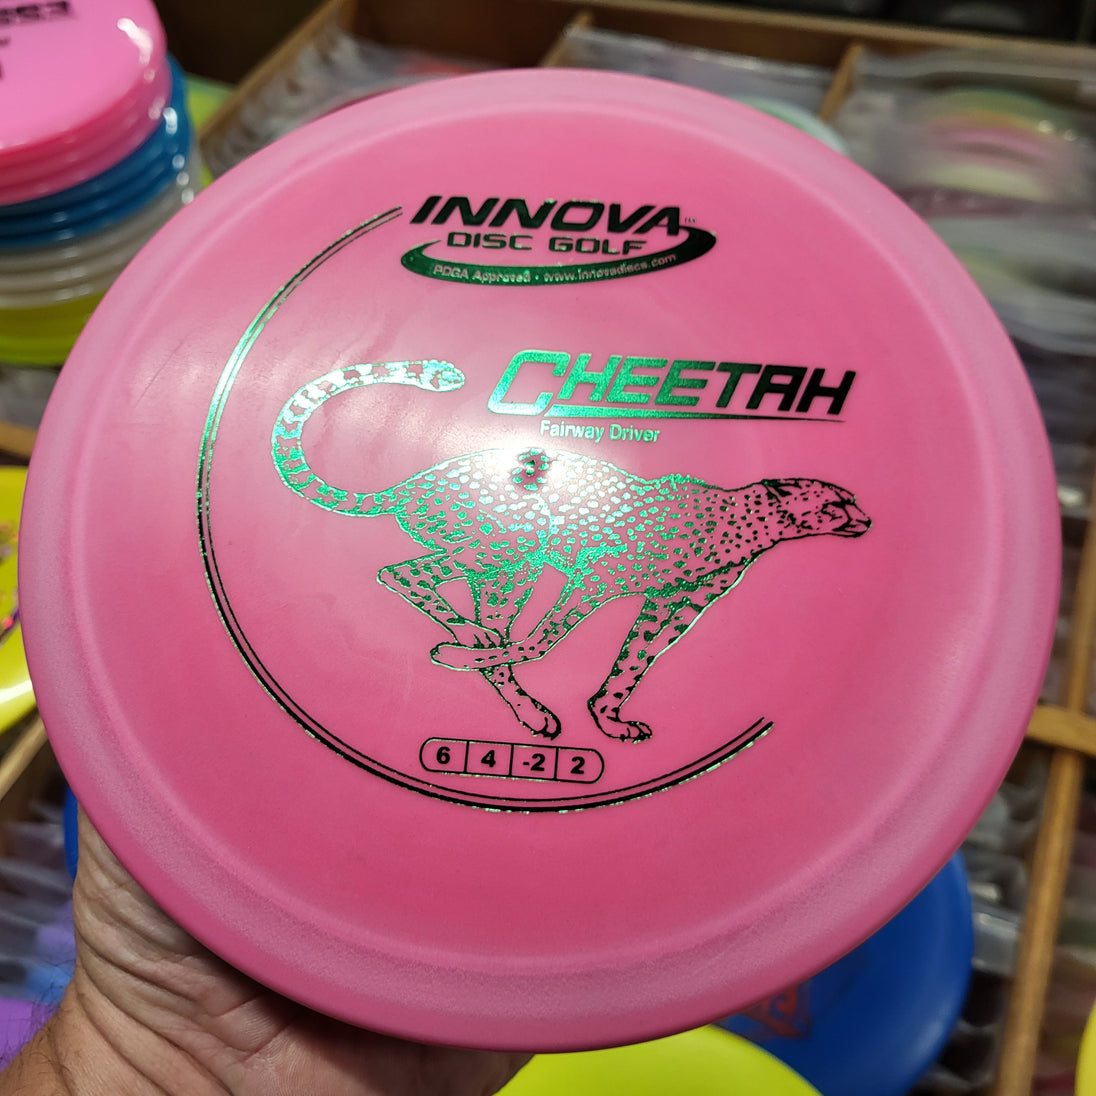 INNOVA
DISC GOLF
PDGA Approved • www.innovadiscs.com
CHEETAH
Fairway Driver
6 4 -2 2